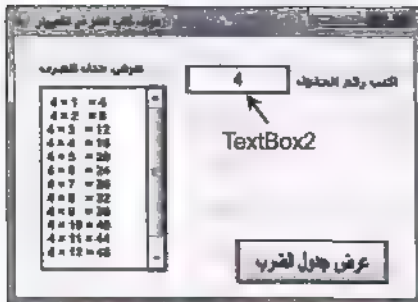 عرض جدول الضرب
اكتب رقم الجدول
4
TextBox2
4 × 1 = 4
4 × 2 = 8
4 × 3 = 12
4 × 4 = 16
4 × 5 = 20
4 × 6 = 24
4 × 7 = 28
4 × 8 = 32
4 × 9 = 36
4 × 10 = 40
4 × 11 = 44
4 × 12 = 48
عرض جدول الضرب